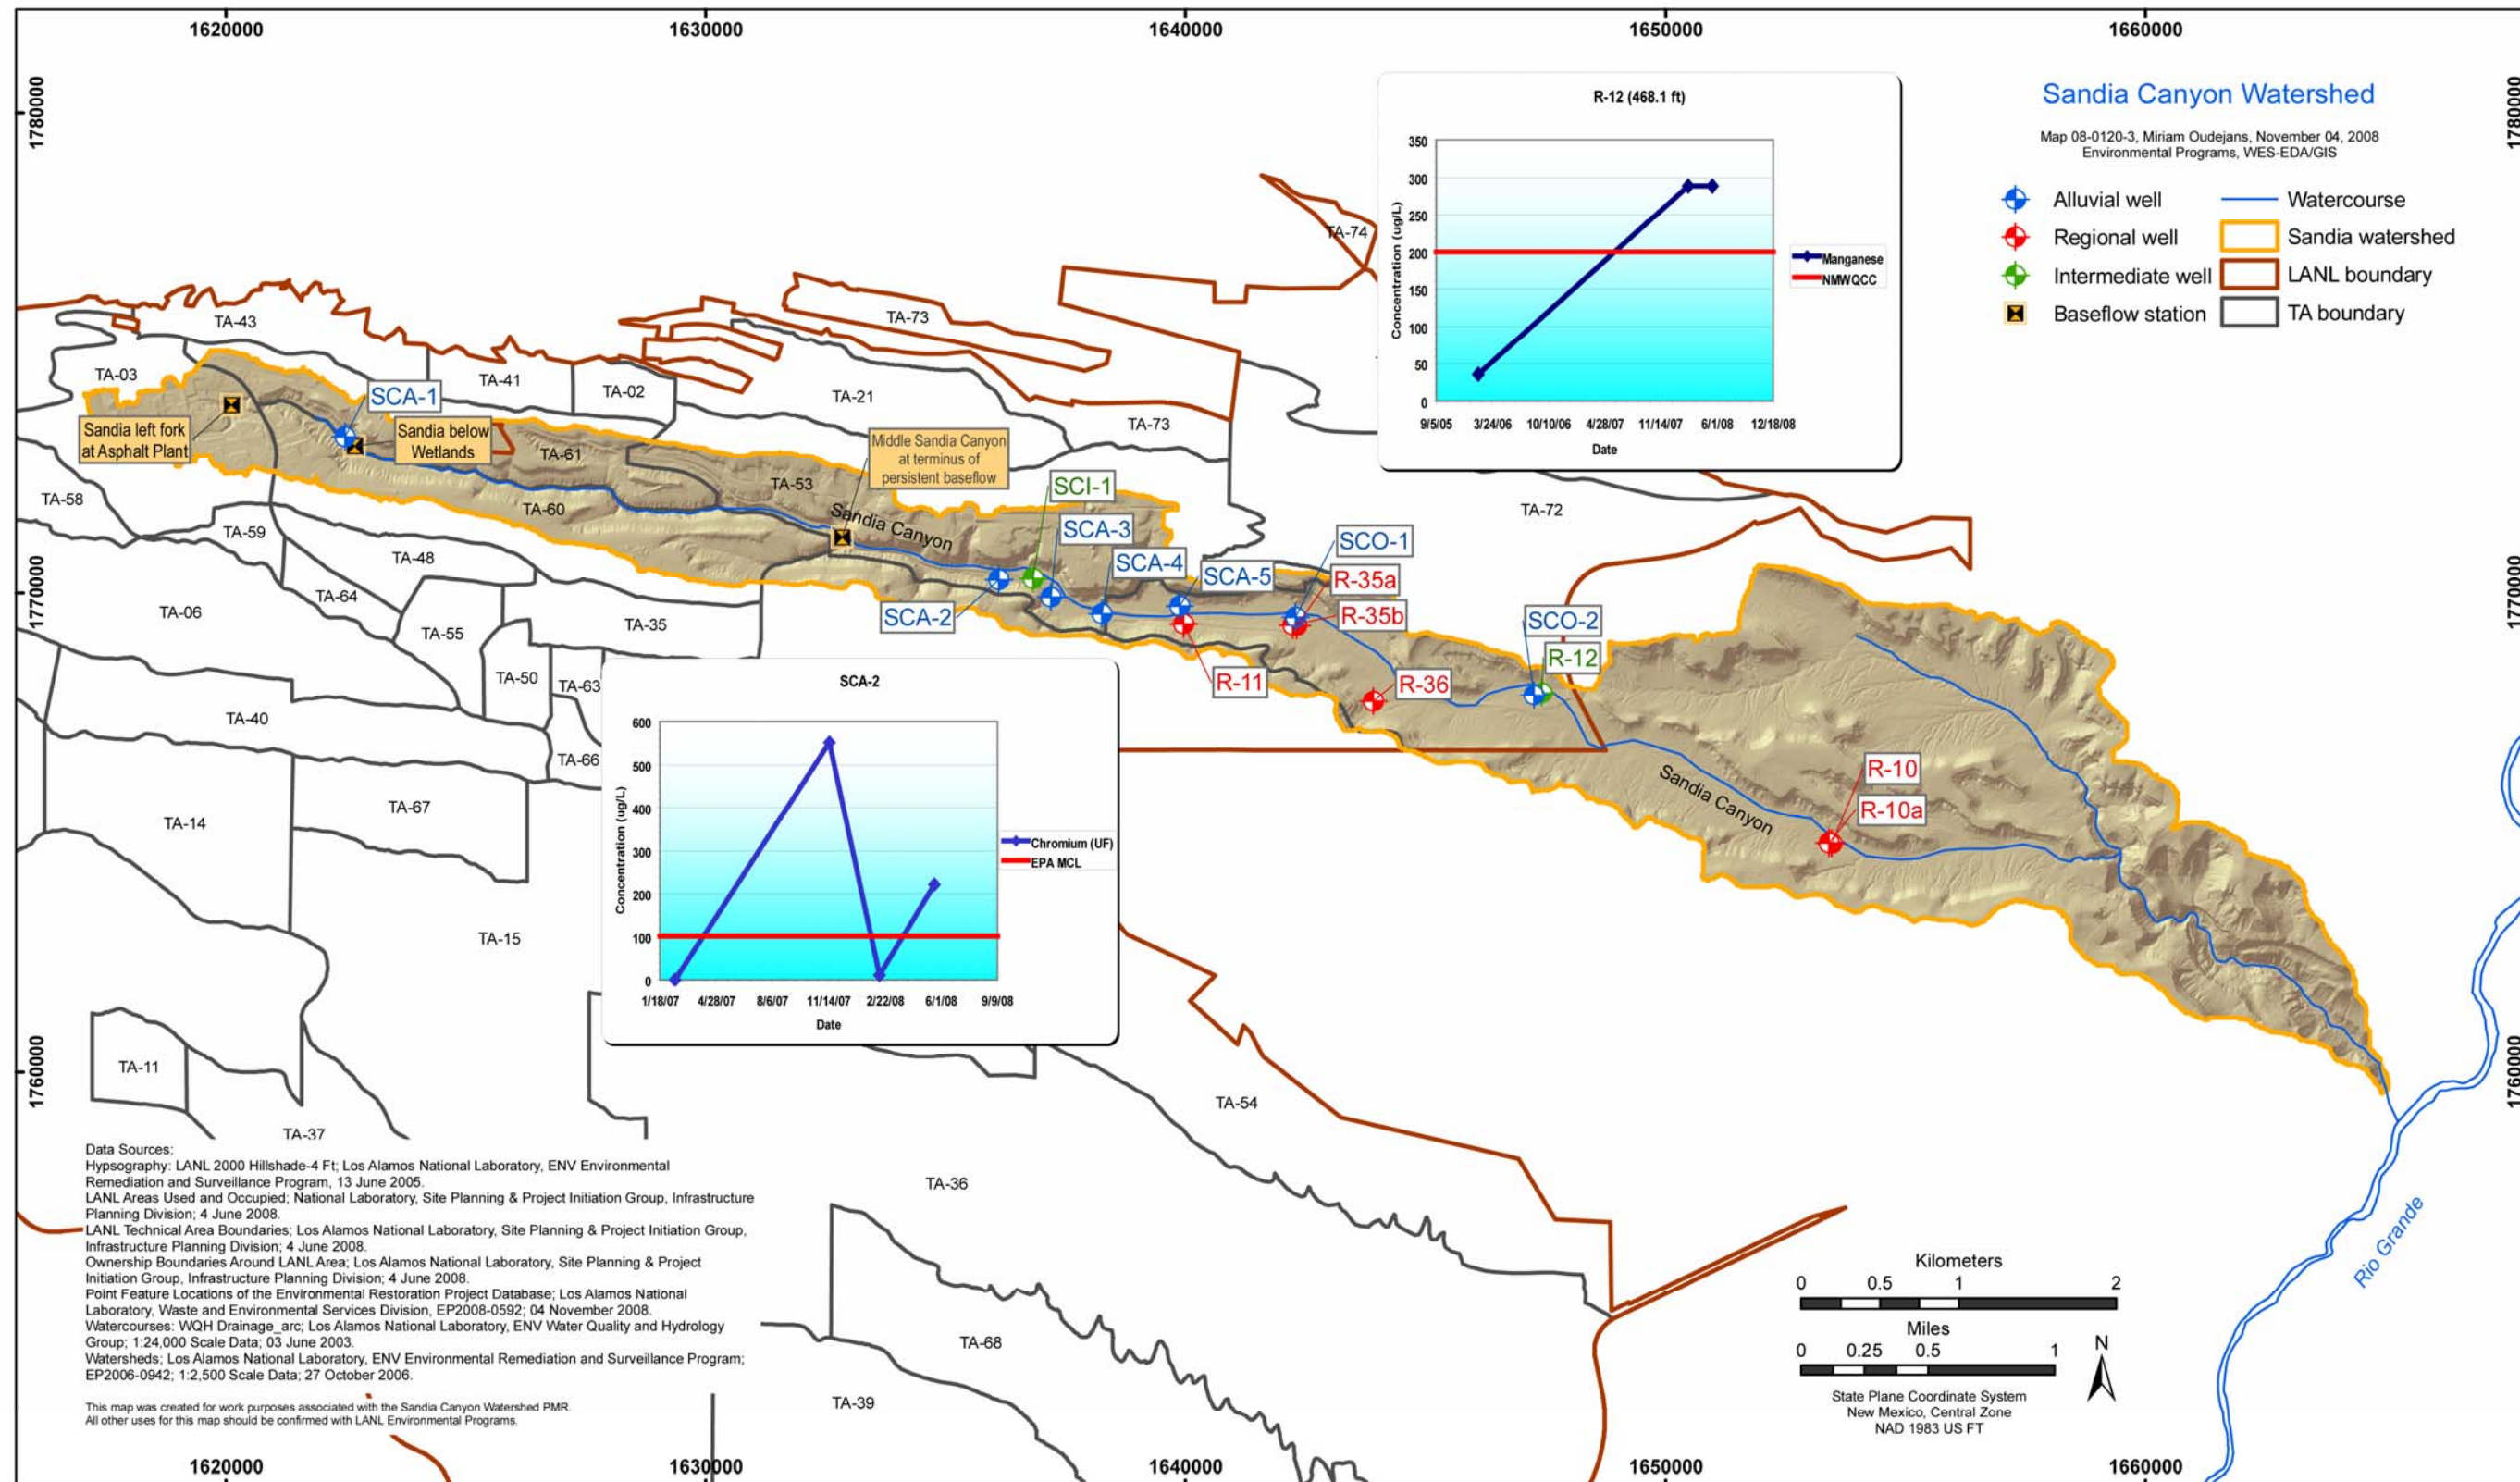 1620000
1630000
1640000
1650000
1660000
1780000
1780000
Sandia Canyon Watershed
Map 08-0120-3, Miriam Oudejans, November 04, 2008
Environmental Programs, WES-EDA/GIS
Alluvial well
Watercourse
Regional well
Sandia watershed
Intermediate well
LANL boundary
Baseflow station
TA boundary
R-12 (468.1 ft)
350
300
250
200
150
100
50
0
Concentration (ug/L)
9/5/05
3/24/06
10/10/06
4/28/07
11/14/07
6/1/08
12/18/08
Date
Manganese
NMWQCC
TA-74
TA-43
TA-73
TA-03
TA-41
TA-02
TA-21
TA-73
SCA-1
Sandia left fork
at Asphalt Plant
Sandia below
Wetlands
TA-61
Middle Sandia Canyon
at terminus of
persistent baseflow
TA-53
SCI-1
TA-58
TA-60
Sandia Canyon
TA-72
TA-59
SCA-3
SCO-1
TA-48
SCA-4
SCA-5
R-35a
1770000
1770000
TA-64
TA-06
SCA-2
R-35b
SCO-2
TA-55
TA-35
R-12
TA-50
TA-63
R-11
R-36
TA-40
TA-66
R-10
Sandia Canyon
R-10a
TA-67
TA-14
SCA-2
600
500
400
300
200
100
0
Concentration (ug/L)
1/18/07
4/28/07
8/6/07
11/14/07
2/22/08
6/1/08
9/9/08
Date
Chromium (UF)
EPA MCL
TA-15
1760000
1760000
TA-11
TA-54
TA-37
TA-36
TA-68
TA-39
Rio Grande
Data Sources:
Hypsography: LANL 2000 Hillshade-4 Ft; Los Alamos National Laboratory, ENV Environmental
Remediation and Surveillance Program, 13 June 2005.
LANL Areas Used and Occupied; National Laboratory, Site Planning & Project Initiation Group, Infrastructure
Planning Division; 4 June 2008.
LANL Technical Area Boundaries; Los Alamos National Laboratory, Site Planning & Project Initiation Group,
Infrastructure Planning Division; 4 June 2008.
Ownership Boundaries Around LANL Area; Los Alamos National Laboratory, Site Planning & Project
Initiation Group, Infrastructure Planning Division; 4 June 2008.
Point Feature Locations of the Environmental Restoration Project Database; Los Alamos National
Laboratory, Waste and Environmental Services Division, EP2008-0592; 04 November 2008.
Watercourses: WQH Drainage_arc; Los Alamos National Laboratory, ENV Water Quality and Hydrology
Group; 1:24,000 Scale Data; 03 June 2003.
Watersheds; Los Alamos National Laboratory, ENV Environmental Remediation and Surveillance Program;
EP2006-0942; 1:2,500 Scale Data; 27 October 2006.
This map was created for work purposes associated with the Sandia Canyon Watershed PMR.
All other uses for this map should be confirmed with LANL Environmental Programs.
Kilometers
0 0.5 1 2
Miles
0 0.25 0.5 1
N
State Plane Coordinate System
New Mexico, Central Zone
NAD 1983 US FT
1620000
1630000
1640000
1650000
1660000